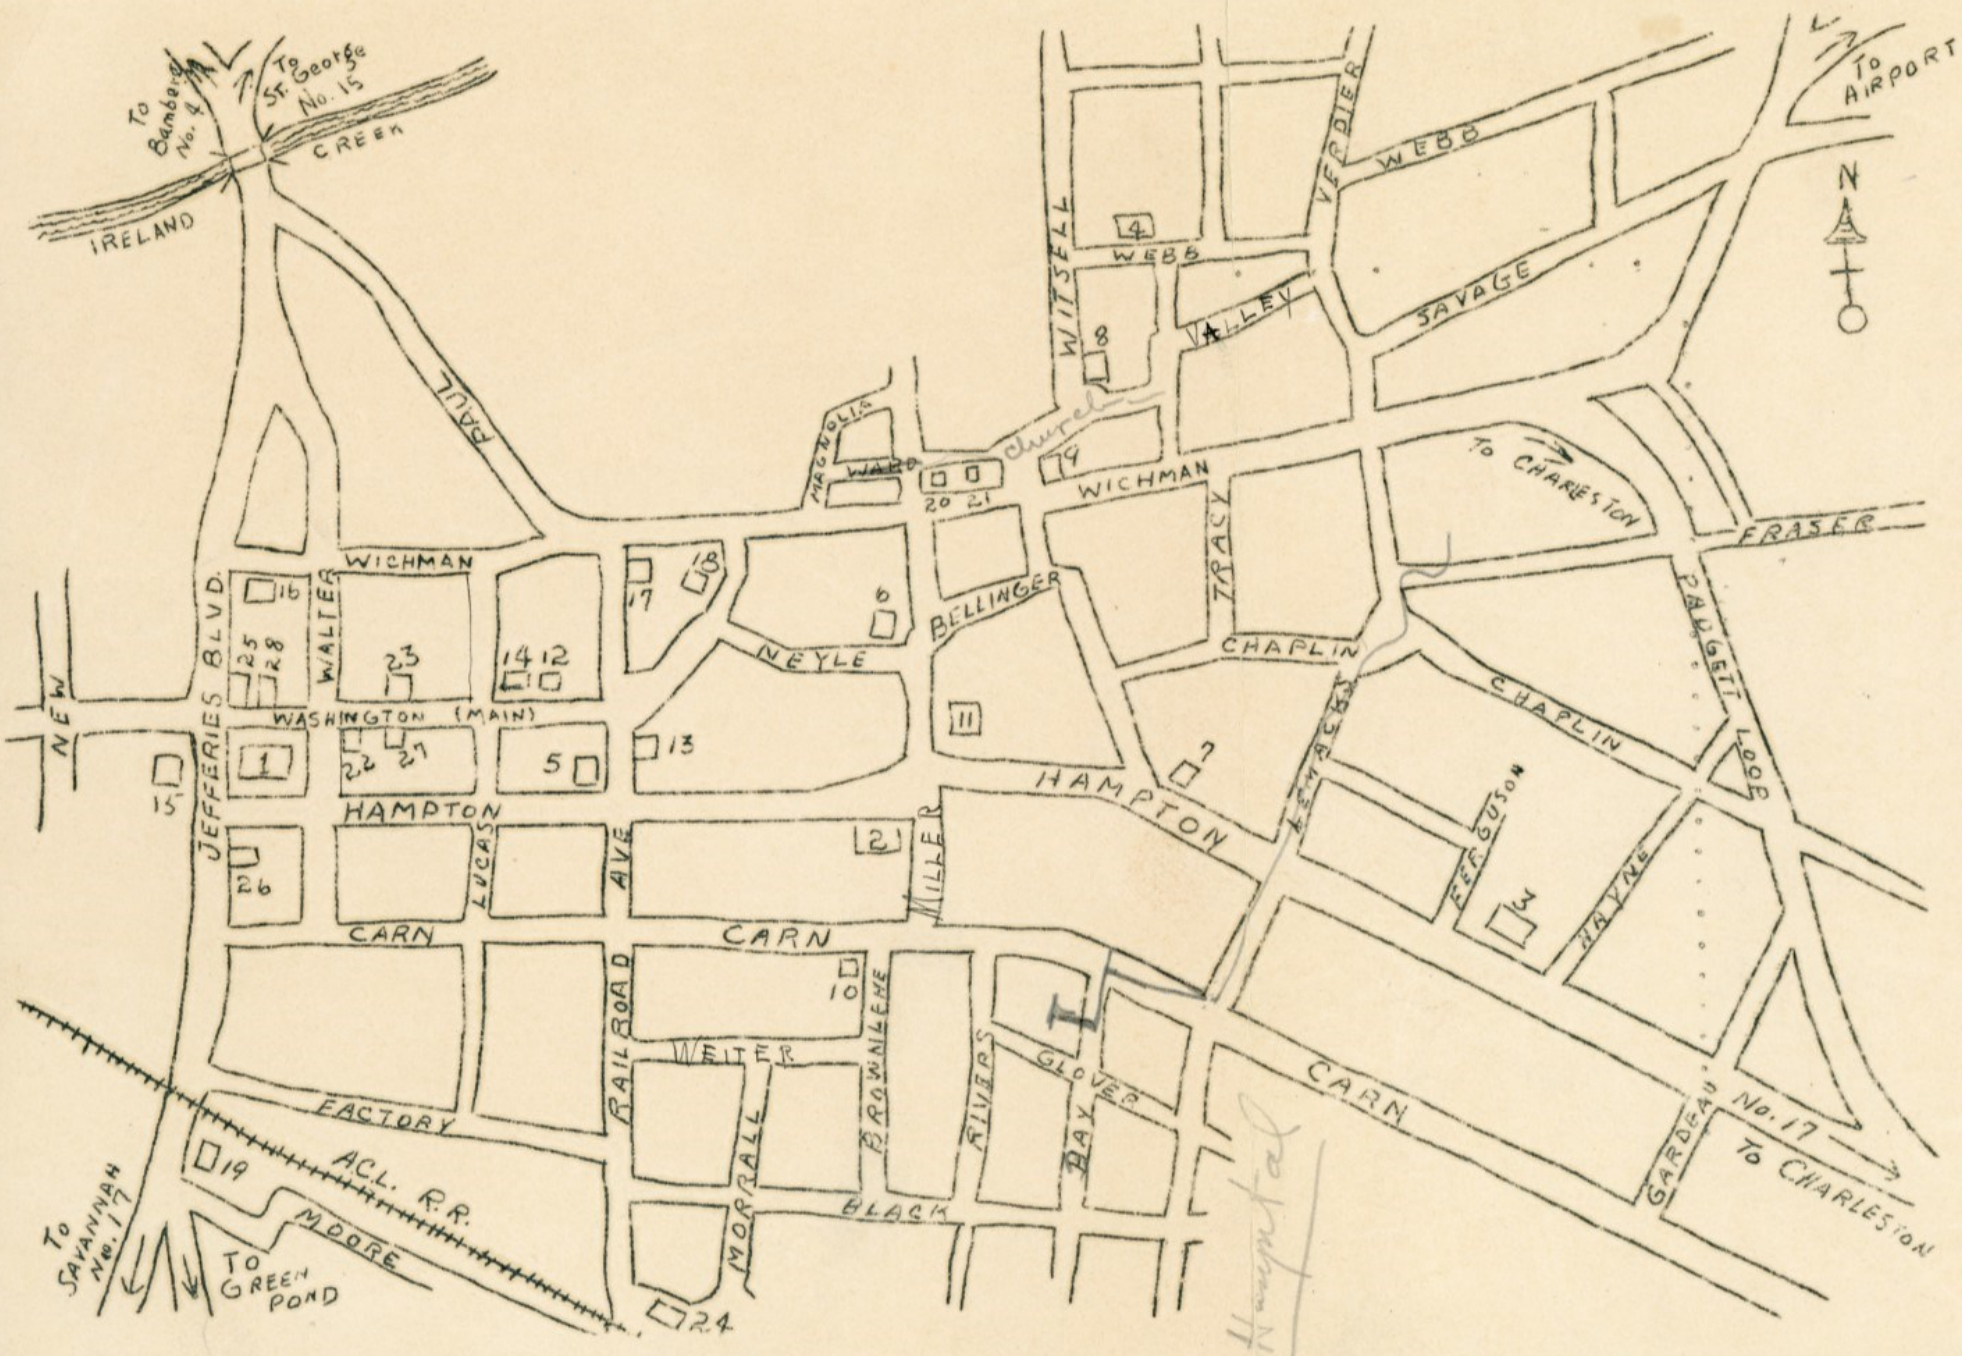 To
Bamberg
No.
To
St. George
No. 15
CREEK
IRELAND
To
AIRPORT
N
VERDIER
WEBB
WITSELL
4
WEBB
VALLEY
SAVAGE
8
PAUL
MAGNOLIA
WARD
church
20 21
9
WICHMAN
TRACY
To CHARLESTON
FRASER
WICHMAN
JEFFERIES BLVD.
16
WALTER
25
28
23
14 12
17
18
6
BELLINGER
NEYLE
CHAPLIN
CHAPLIN
PADGETT LOOP
NEW
WASHINGTON (MAIN)
11
1
22
27
5
13
7
15
HAMPTON
HAMPTON
LEMACKS
FERGUSON
HAYNE
3
LUCAS
AVE
2
MILLER
26
CARN
CARN
RAILROAD
10
BROWNLEHE
WEITER
RIVERS
GLOVER
CARN
FACTORY
MORRALL
HAY
GARDEAU
No. 17
To CHARLESTON
19
A.C.L. R.R.
MOORE
BLACK
MORRALL
TO
SAVANNAH
No. 17
TO
GREEN
POND
24